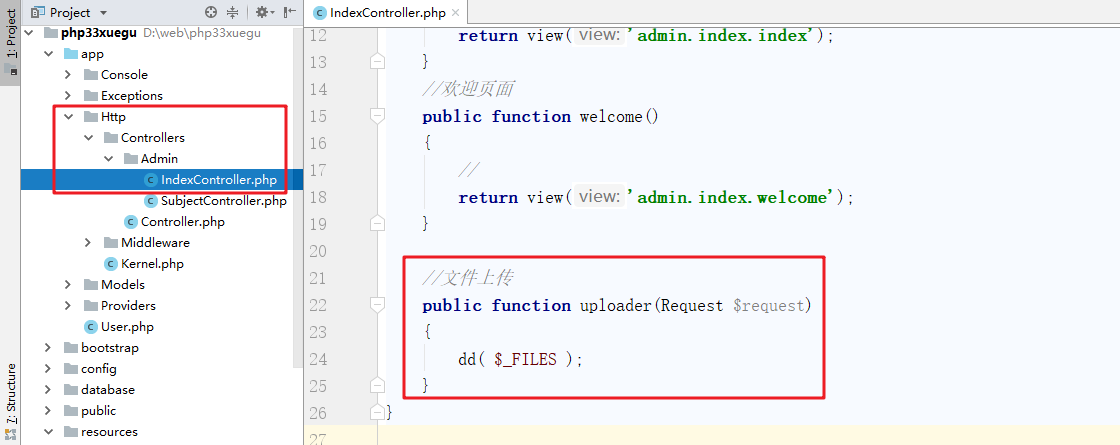 1: Project
7: Structure
Project
php33xuegu D:\web\php33xuegu
app
Console
Exceptions
Http
Controllers
Admin
IndexController.php
SubjectController.php
Controller.php
Middleware
Kernel.php
Models
Providers
User.php
bootstrap
config
database
public
resources
IndexController.php
12 return view( view: 'admin.index.index');
13 }
14 //欢迎页面
15 public function welcome()
16 {
17 //
18 return view( view: 'admin.index.welcome');
19 }
20
21 //文件上传
22 public function uploader(Request $request)
23 {
24 dd( $_FILES );
25 }
26 }
27